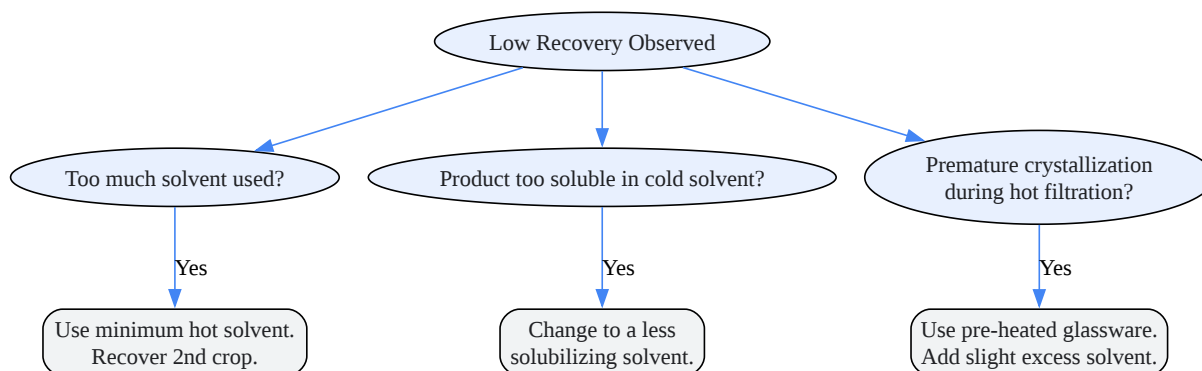 Low Recovery Observed
Too much solvent used?
Product too soluble in cold solvent?
Premature crystallization
during hot filtration?
Yes
Yes
Yes
Use minimum hot solvent.
Recover 2nd crop.
Change to a less
solubilizing solvent.
Use pre-heated glassware.
Add slight excess solvent.